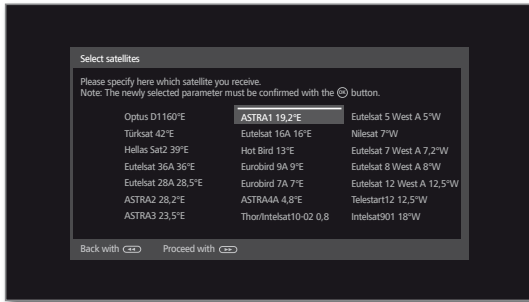 Select satellites
Please specify here which satellite you receive.
Note: The newly selected parameter must be confirmed with the OK button.
Optus D1160°E ASTRA1 19,2°E Eutelsat 5 West A 5°W
Türksat 42°E Eutelsat 16A 16°E Nilesat 7°W
Hellas Sat2 39°E Hot Bird 13°E Eutelsat 7 West A 7,2°W
Eutelsat 36A 36°E Eurobird 9A 9°E Eutelsat 8 West A 8°W
Eutelsat 28A 28,5°E Eurobird 7A 7°E Eutelsat 12 West A 12,5°W
ASTRA2 28,2°E ASTRA4A 4,8°E Telestart12 12,5°W
ASTRA3 23,5°E Thor/Intelsat10-02 0,8 Intelsat901 18°W
Back with Proceed with